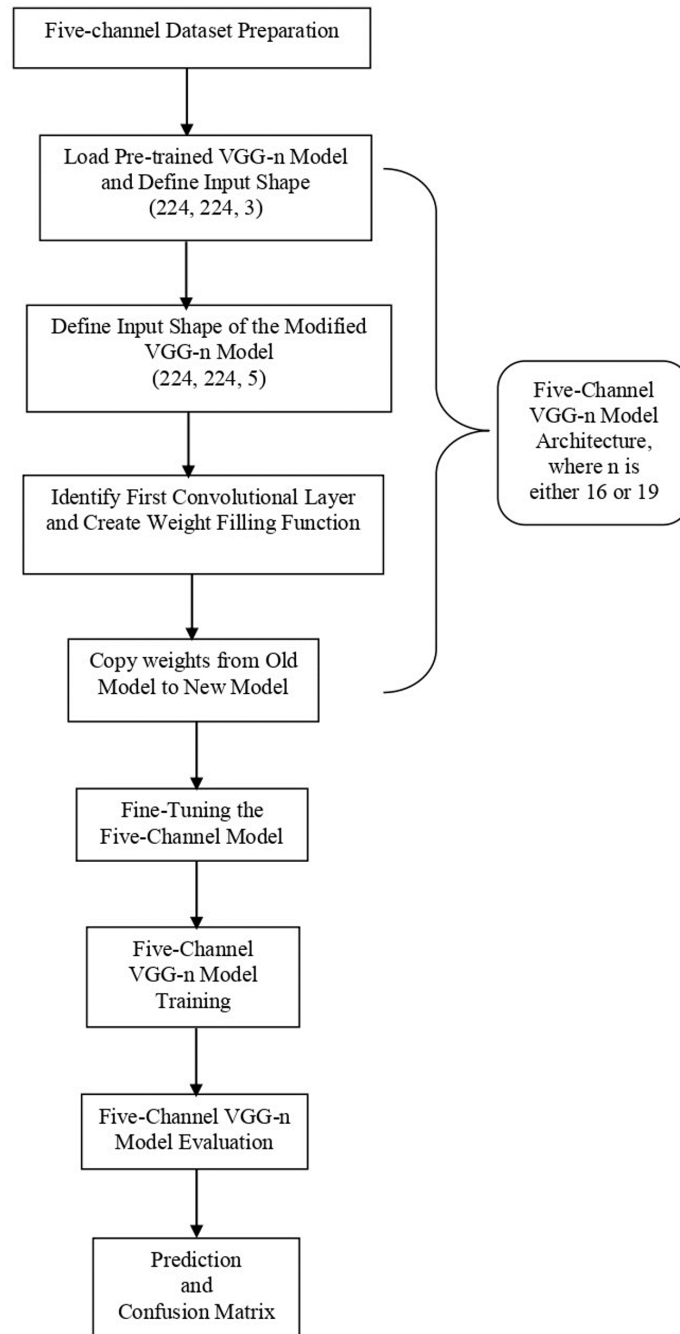 Five-channel Dataset Preparation
Load Pre-trained VGG-n Model
and Define Input Shape
(224, 224, 3)
Define Input Shape of the Modified
VGG-n Model
(224, 224, 5)
Five-Channel
VGG-n Model
Architecture,
where n is
either 16 or 19
Identify First Convolutional Layer
and Create Weight Filling Function
Copy weights from Old
Model to New Model
Fine-Tuning the
Five-Channel Model
Five-Channel
VGG-n Model
Training
Five-Channel VGG-n
Model Evaluation
Prediction
and
Confusion Matrix